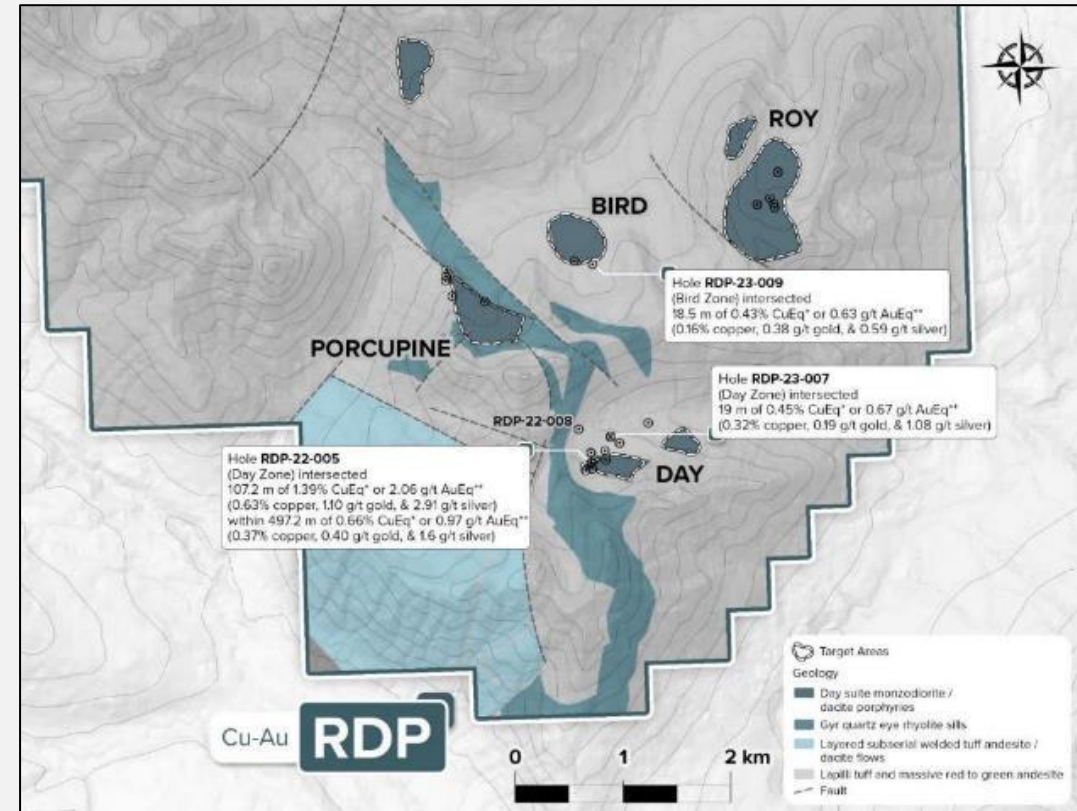 ROY
BIRD
Hole RDP-23-009
(Bird Zone) intersected
18.5 m of 0.43% CuEq* or 0.63 g/t AuEq**
(0.16% copper, 0.38 g/t gold, & 0.59 g/t silver)
PORCUPINE
Hole RDP-23-007
(Day Zone) intersected
19 m of 0.45% CuEq* or 0.67 g/t AuEq**
(0.32% copper, 0.19 g/t gold, & 1.08 g/t silver)
RDP-22-008
DAY
Hole RDP-22-005
(Day Zone) intersected
107.2 m of 1.39% CuEq* or 2.06 g/t AuEq**
(0.63% copper, 1.10 g/t gold, & 2.91 g/t silver)
within 497.2 m of 0.66% CuEq* or 0.97 g/t AuEq**
(0.37% copper, 0.40 g/t gold, & 1.6 g/t silver)
Target Areas
Geology
Day suite monzodiorite /
dacite porphyries
Gyr quartz eye rhyolite sills
Layered subaerial welded tuff andesite /
dacite flows
Lapilli tuff and massive red to green andesite
Fault
Cu-Au RDP
0 1 2 km